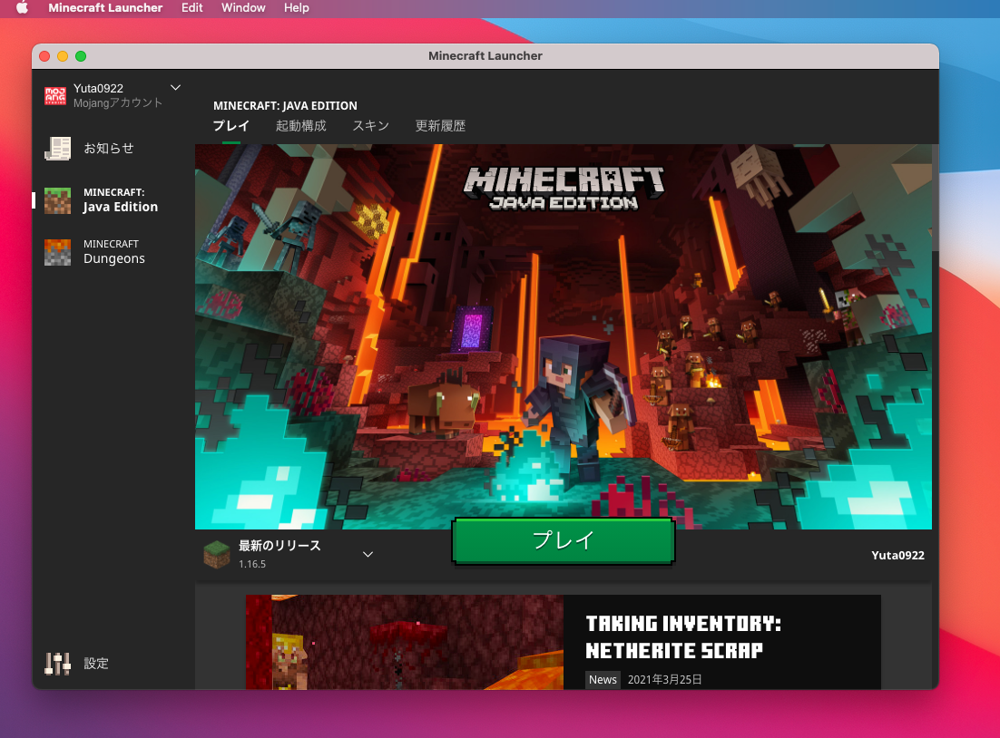 Minecraft Launcher Edit Window Help
Minecraft Launcher
MOJANG STUDIOS
Yuta0922
Mojangアカウント
お知らせ
MINECRAFT:
Java Edition
MINECRAFT
Dungeons
設定
MINECRAFT: JAVA EDITION
プレイ 起動構成 スキン 更新履歴
MINECRAFT
JAVA EDITION
最新のリリース
1.16.5
プレイ
Yuta0922
TAKING INVENTORY:
NETHERITE SCRAP
News 2021年3月25日